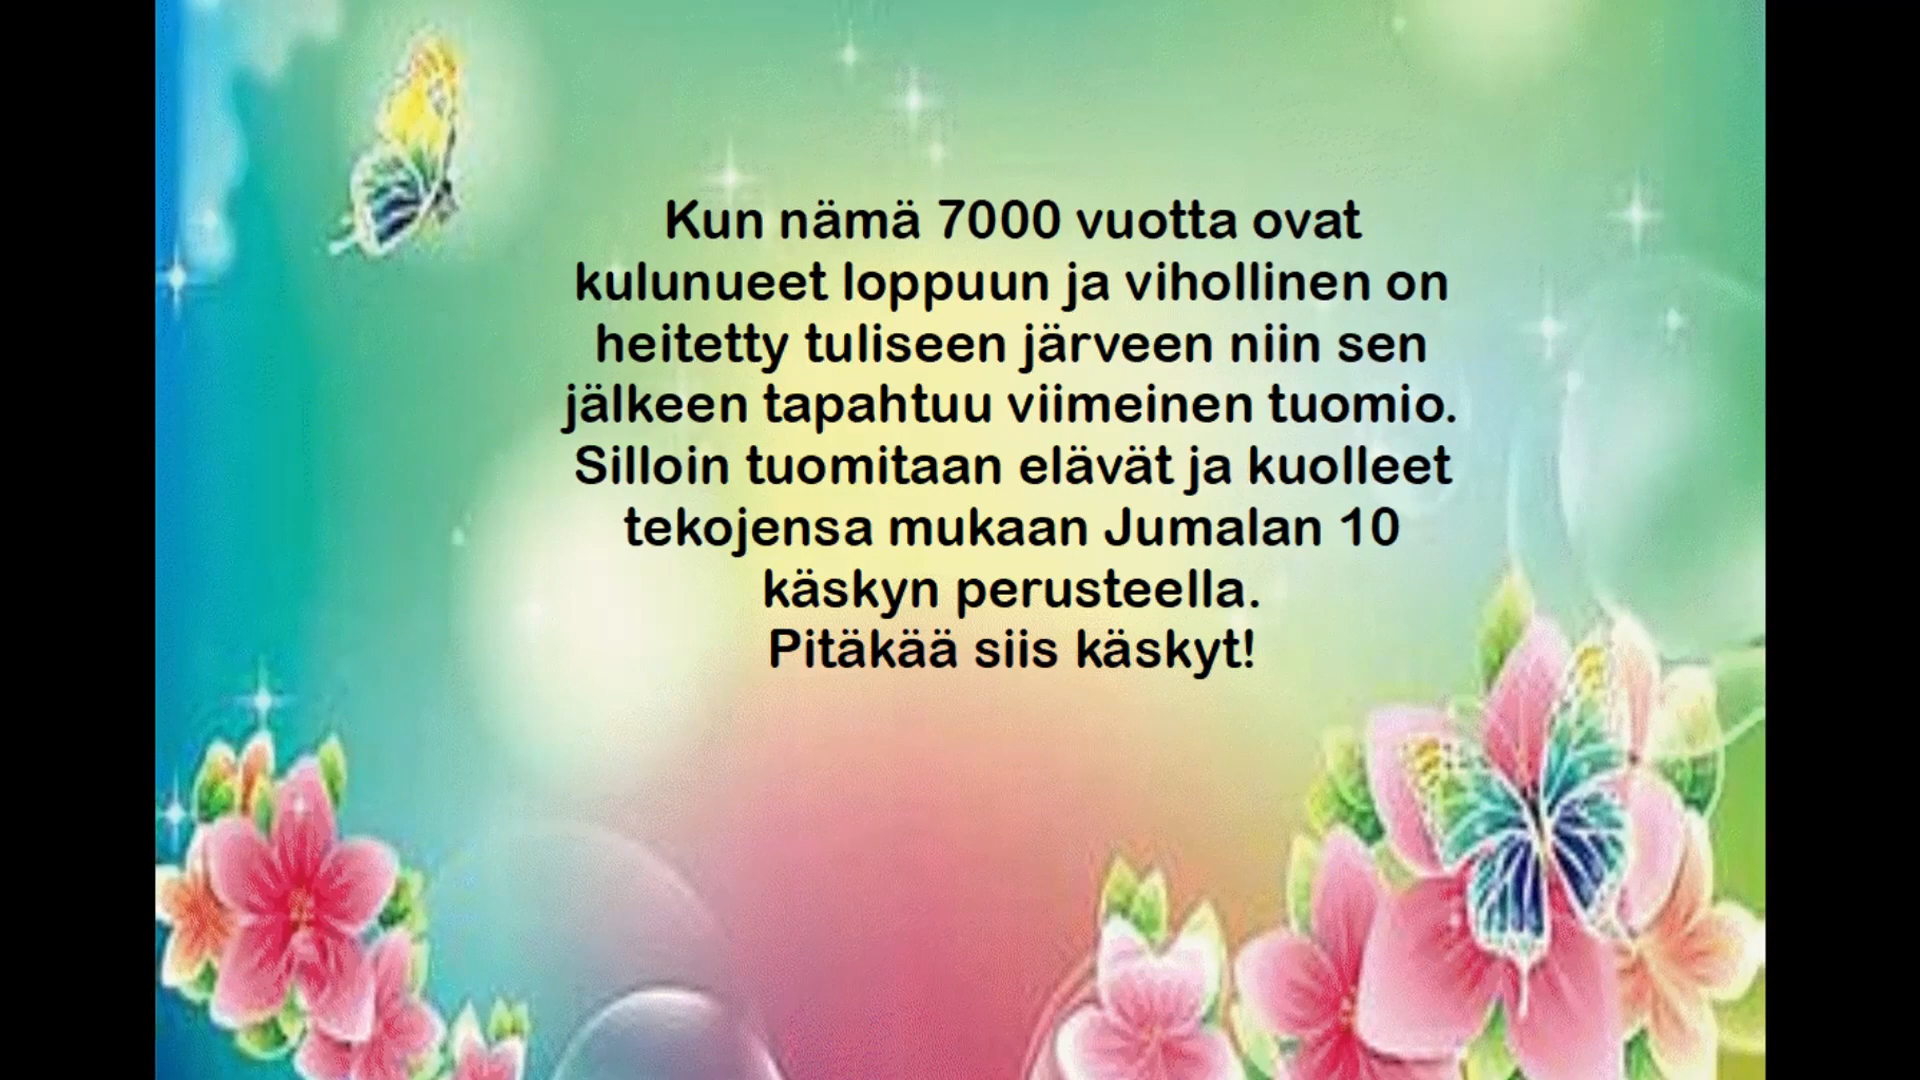 Kun nämä 7000 vuotta ovat
kulunueet loppuun ja vihollinen on
heitetty tuliseen järveen niin sen
jälkeen tapahtuu viimeinen tuomio.
Silloin tuomitaan elävät ja kuolleet
tekojensa mukaan Jumalan 10
käskyn perusteella.
Pitäkää siis käskyt!